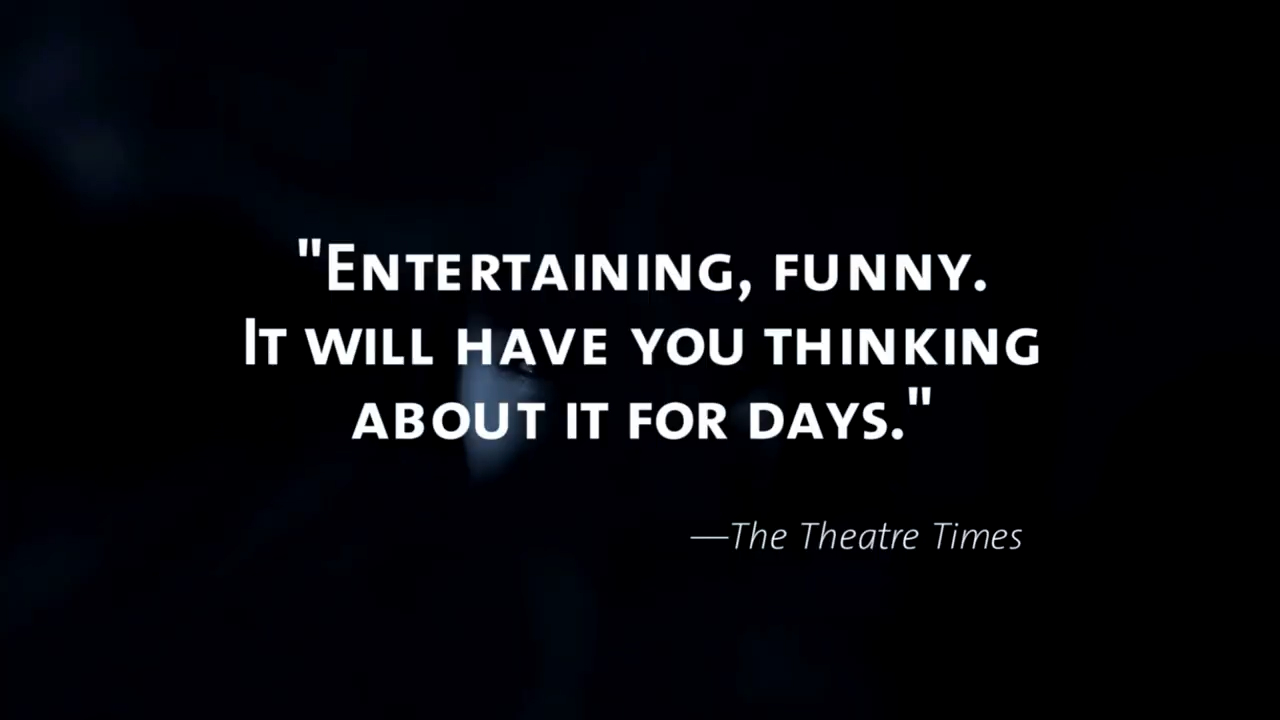 "Entertaining, funny.
It will have you thinking
about it for days."
—The Theatre Times